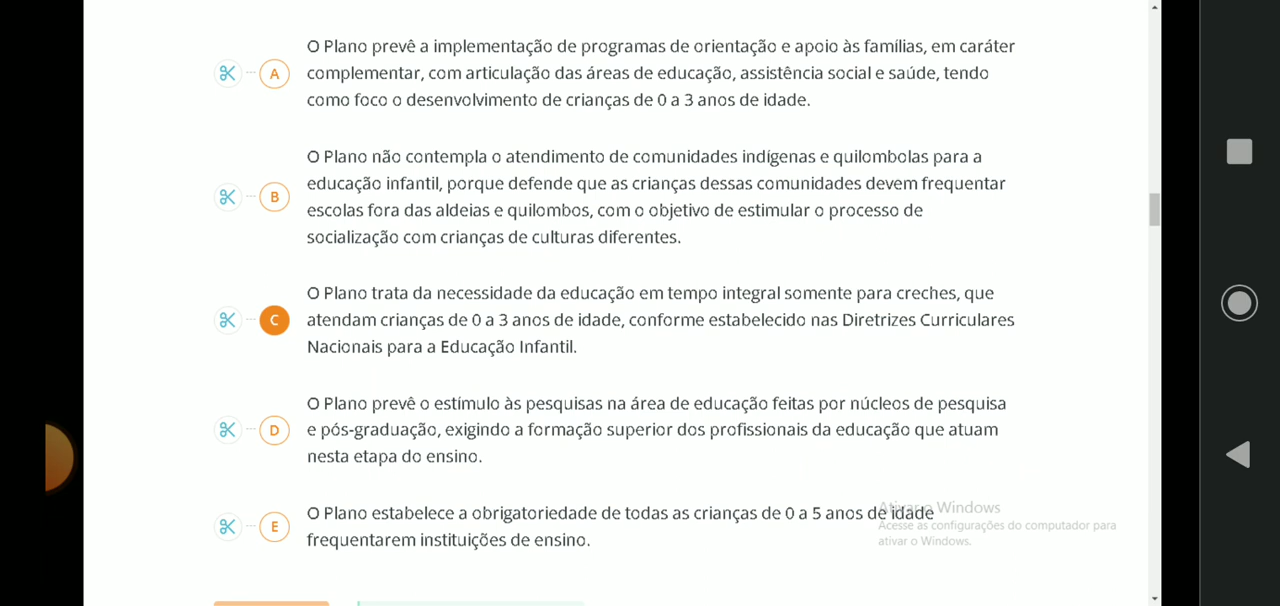 O Plano prevê a implementação de programas de orientação e apoio às famílias, em caráter
A
complementar, com articulação das áreas de educação, assistência social e saúde, tendo
como foco o desenvolvimento de crianças de 0 a 3 anos de idade.
O Plano não contempla o atendimento de comunidades indígenas e quilombolas para a
B
educação infantil, porque defende que as crianças dessas comunidades devem frequentar
escolas fora das aldeias e quilombos, com o objetivo de estimular o processo de
socialização com crianças de culturas diferentes.
O Plano trata da necessidade da educação em tempo integral somente para creches, que
C
atendam crianças de 0 a 3 anos de idade, conforme estabelecido nas Diretrizes Curriculares
Nacionais para a Educação Infantil.
O Plano prevê o estímulo às pesquisas na área de educação feitas por núcleos de pesquisa
D
e pós-graduação, exigindo a formação superior dos profissionais da educação que atuam
nesta etapa do ensino.
O Plano estabelece a obrigatoriedade de todas as crianças de 0 a 5 anos de idade
E
frequentarem instituições de ensino.
Ativar o Windows
Acesse as configurações do computador para
ativar o Windows.